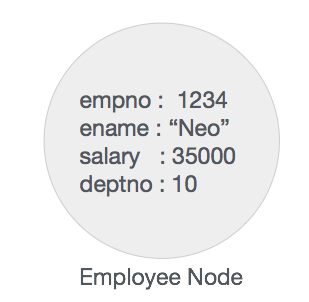 empno : 1234
ename : “Neo”
salary : 35000
deptno : 10
Employee Node